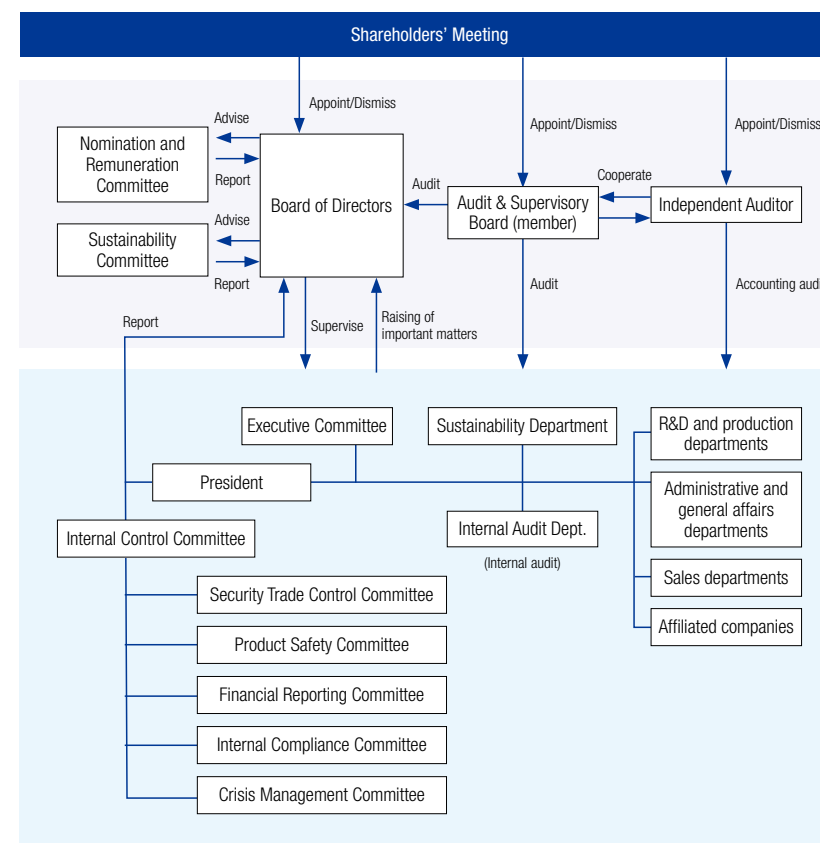 Shareholders’ Meeting
Appoint/Dismiss
Appoint/Dismiss
Appoint/Dismiss
Advise
Nomination and
Remuneration
Committee
Report
Board of Directors
Audit
Audit & Supervisory
Board (member)
Cooperate
Independent Auditor
Advise
Sustainability
Committee
Report
Audit
Accounting audi
Report
Supervise
Raising of
important matters
Executive Committee
Sustainability Department
R&D and production
departments
President
Administrative and
general affairs
departments
Internal Control Committee
Internal Audit Dept.
(Internal audit)
Sales departments
Security Trade Control Committee
Affiliated companies
Product Safety Committee
Financial Reporting Committee
Internal Compliance Committee
Crisis Management Committee